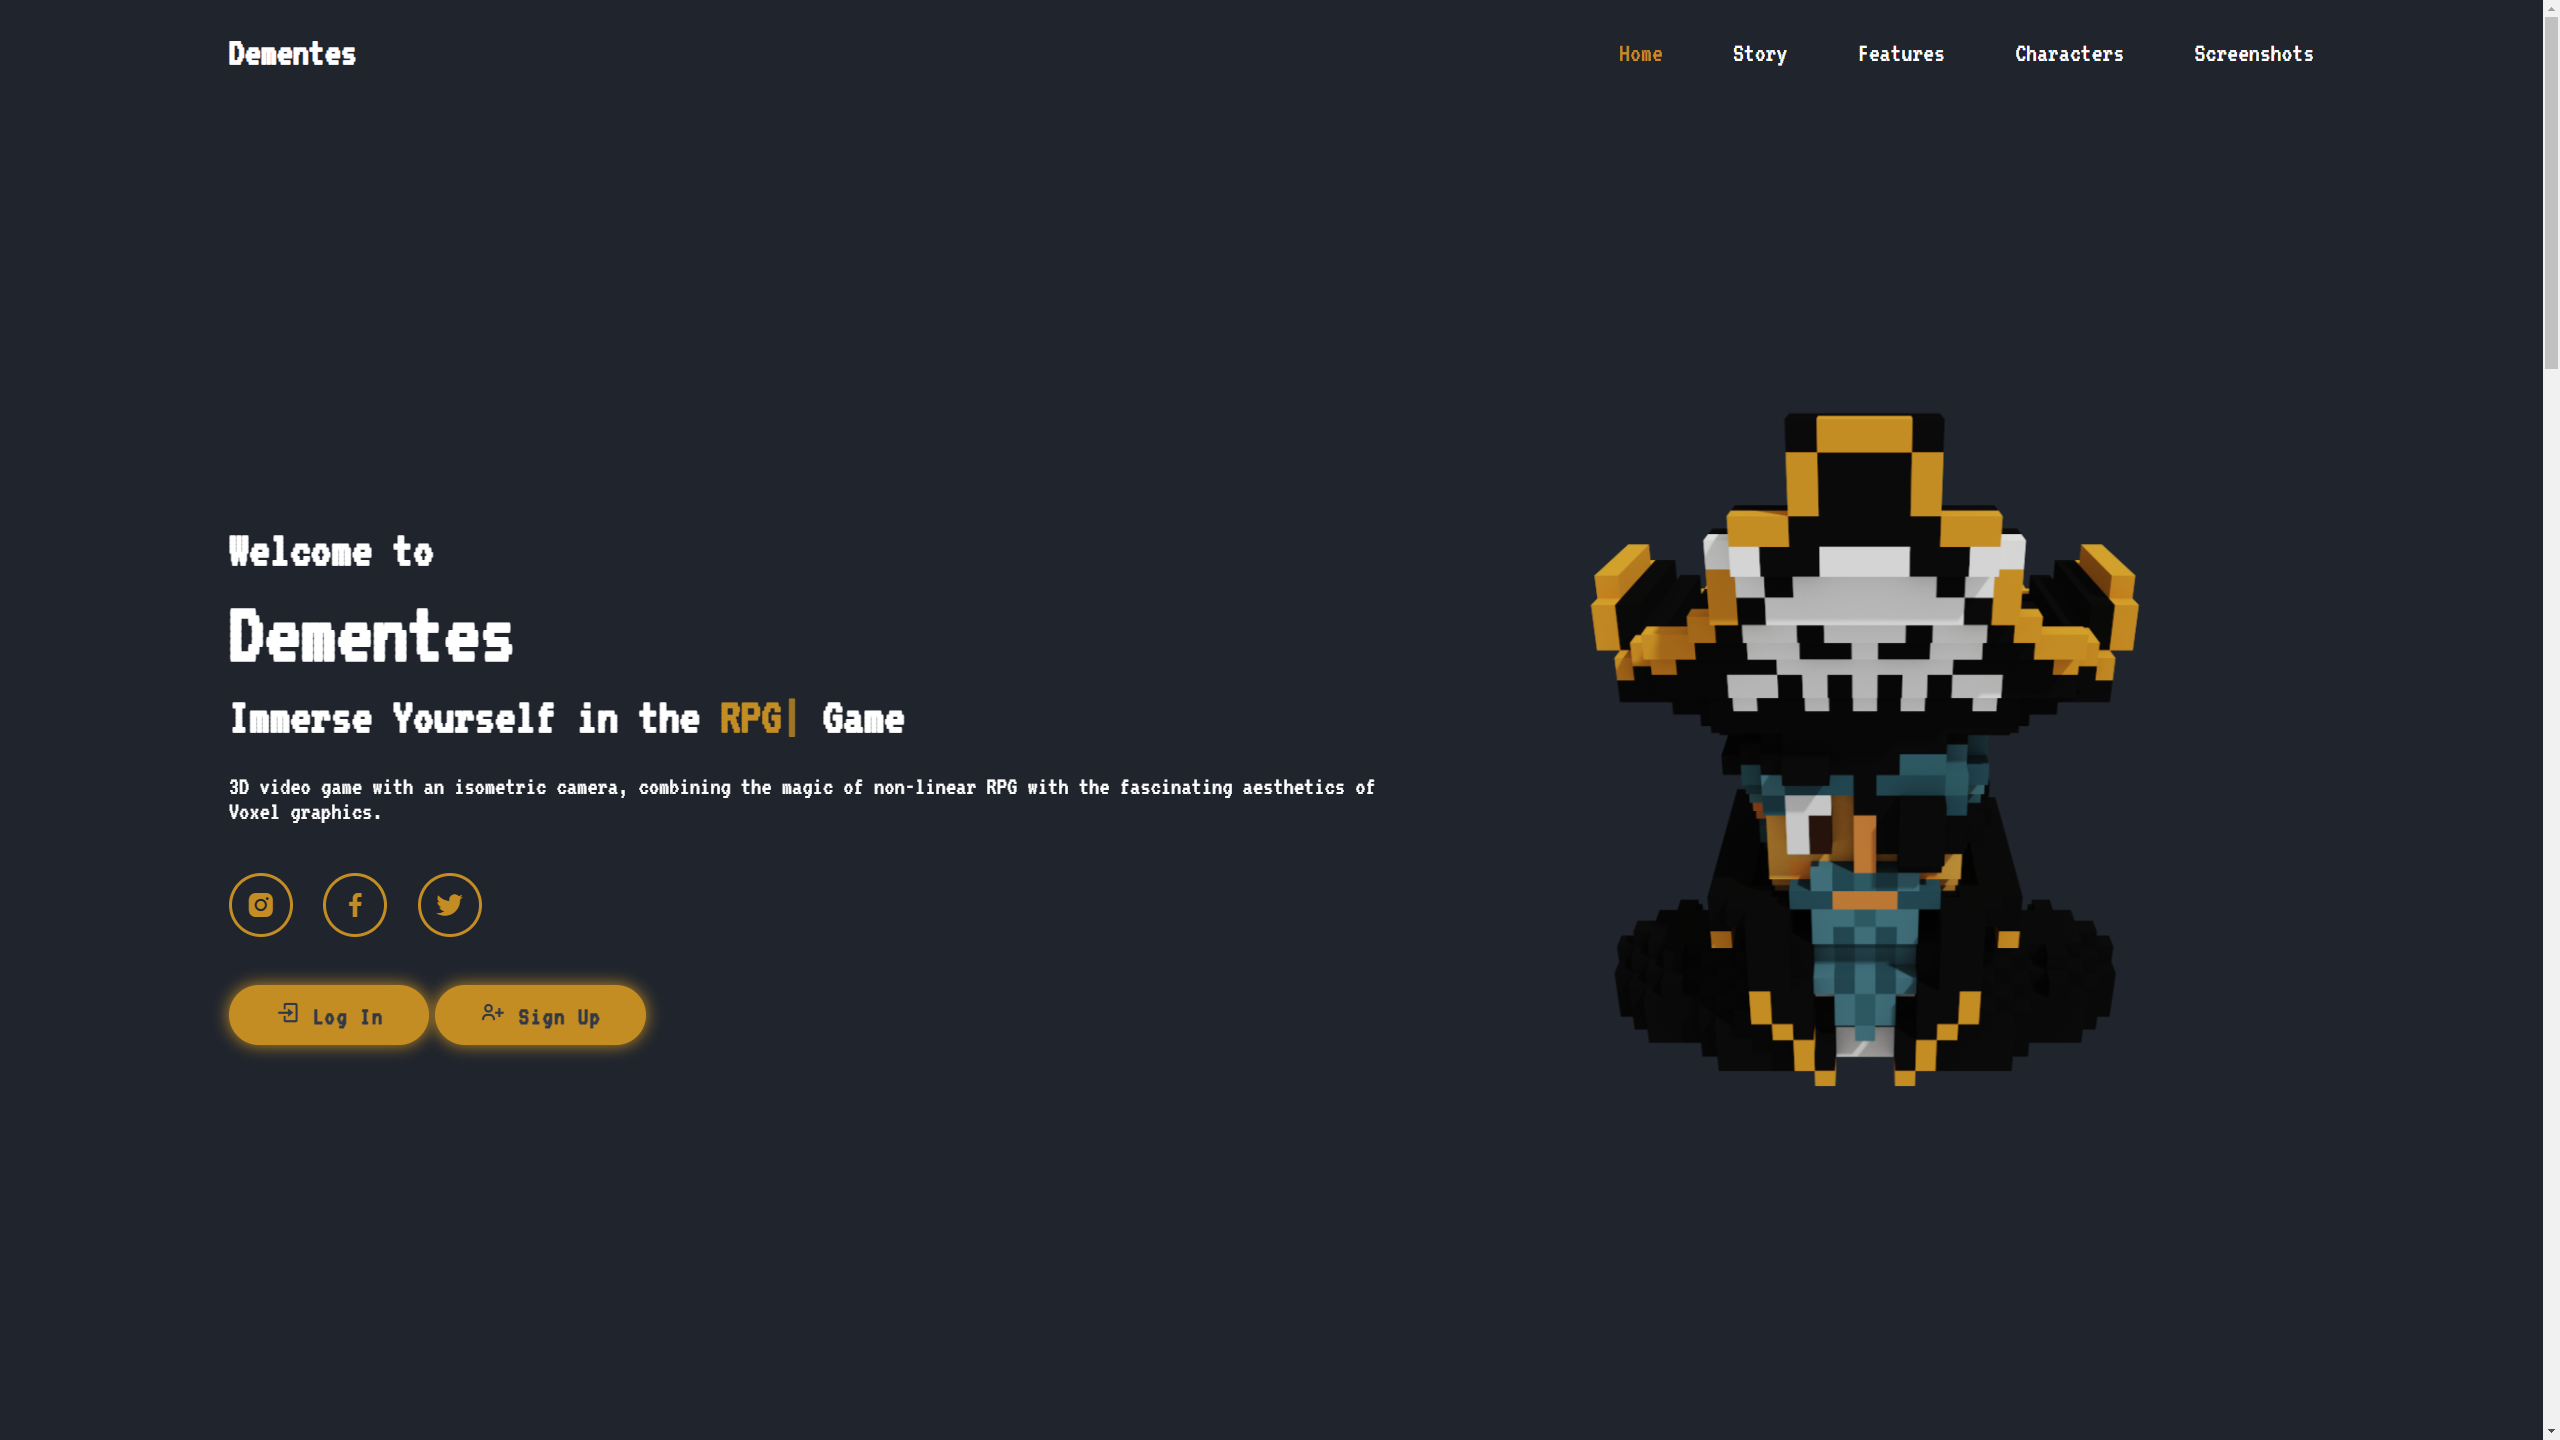 Dementes
Home Story Features Characters Screenshots
Welcome to
Dementes
Immerse Yourself in the RPG| Game
3D video game with an isometric camera, combining the magic of non-linear RPG with the fascinating aesthetics of
Voxel graphics.
Log In Sign Up